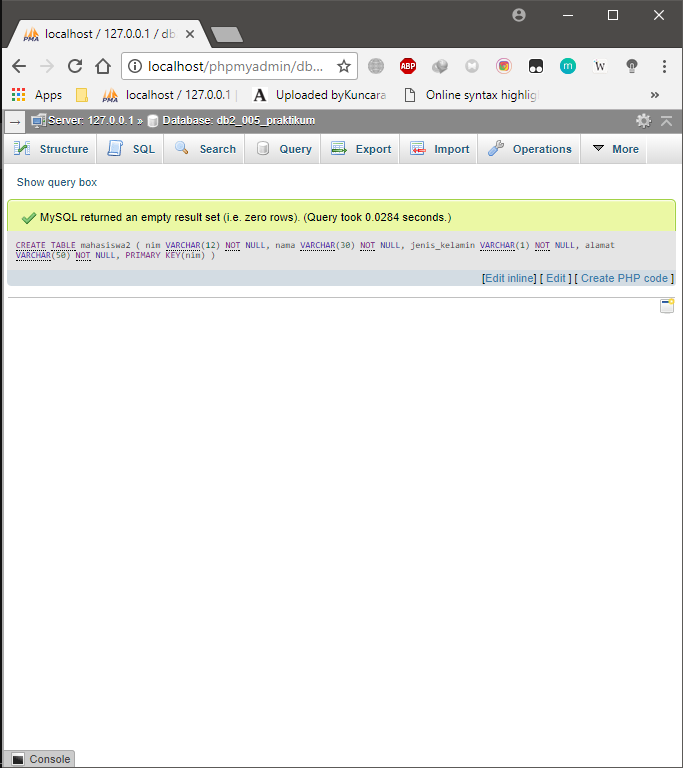 localhost / 127.0.0.1 / db
localhost/phpmyadmin/db...
ABP
m
W
Apps
PMA
localhost / 127.0.0.1
A
Uploaded byKuncara
Online syntax highlig
»
Server: 127.0.0.1 » Database: db2_005_praktikum
Structure SQL Search Query Export Import Operations More
Show query box
MySQL returned an empty result set (i.e. zero rows). (Query took 0.0284 seconds.)
CREATE TABLE mahasiswa2 ( nim VARCHAR(12) NOT NULL, nama VARCHAR(30) NOT NULL, jenis_kelamin VARCHAR(1) NOT NULL, alamat
VARCHAR(50) NOT NULL, PRIMARY KEY(nim) )
[Edit inline] [ Edit ] [ Create PHP code ]
Console